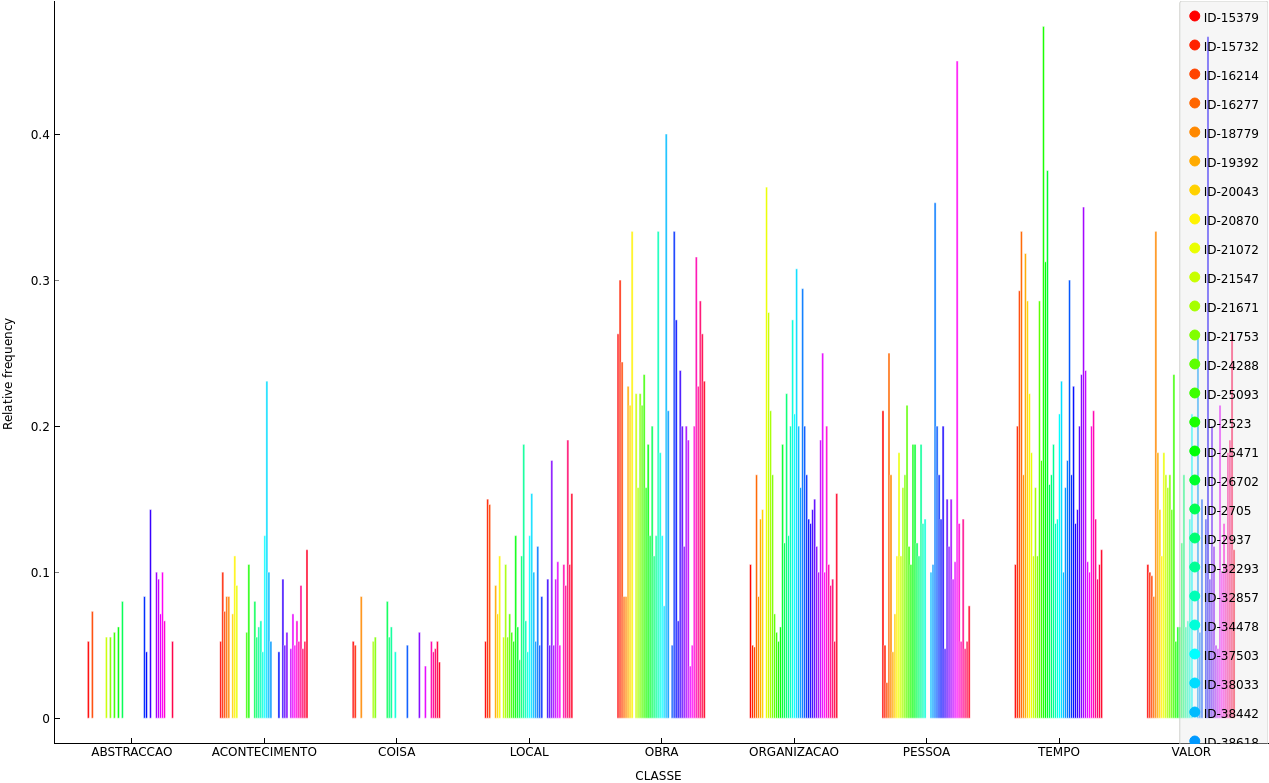 ID-15379
ID-15732
ID-16214
ID-16277
ID-18779
ID-19392
ID-20043
ID-20870
ID-21072
ID-21547
ID-21671
ID-21753
ID-24288
ID-25093
ID-2523
ID-25471
ID-26702
ID-2705
ID-2937
ID-32293
ID-32857
ID-34478
ID-37503
ID-38033
ID-38442
ID-38618
0.4
0.3
0.2
0.1
0
Relative frequency
ABSTRACCAO ACONTECIMENTO COISA LOCAL OBRA ORGANIZACAO PESSOA TEMPO VALOR
CLASSE